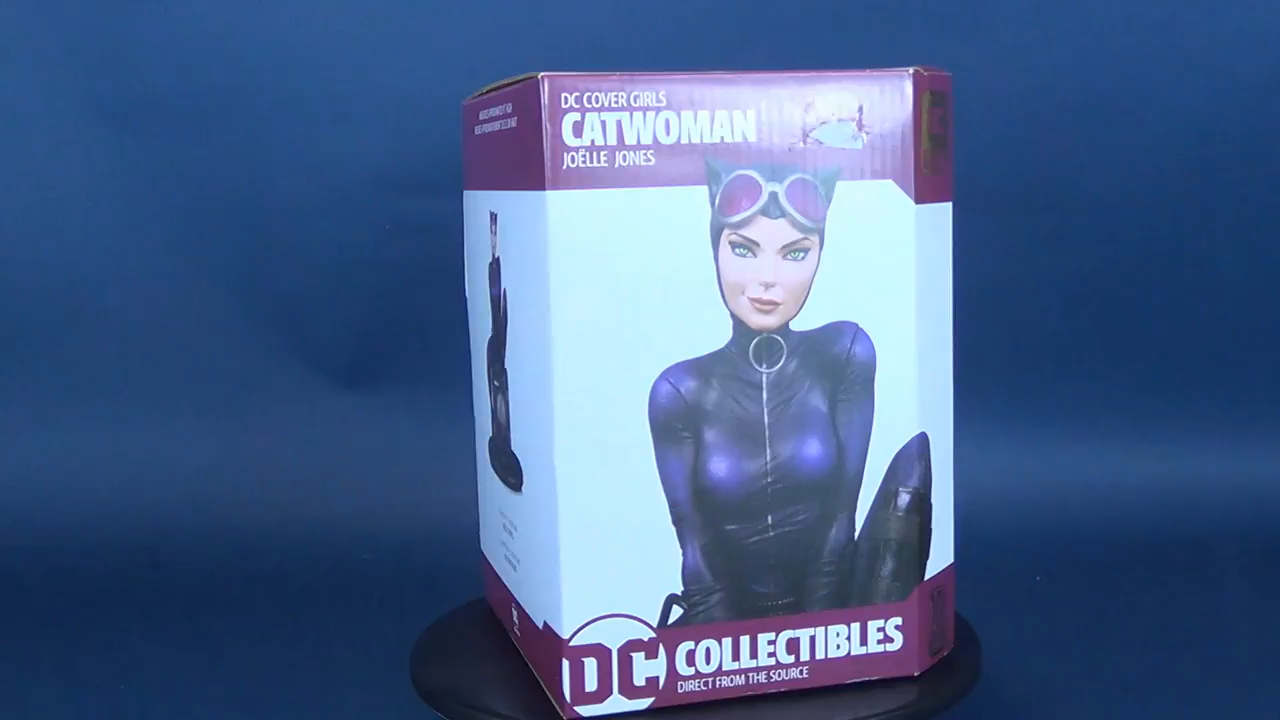 DC COVER GIRLS
CATWOMAN
JOËLLE JONES
DC COLLECTIBLES
DIRECT FROM THE SOURCE